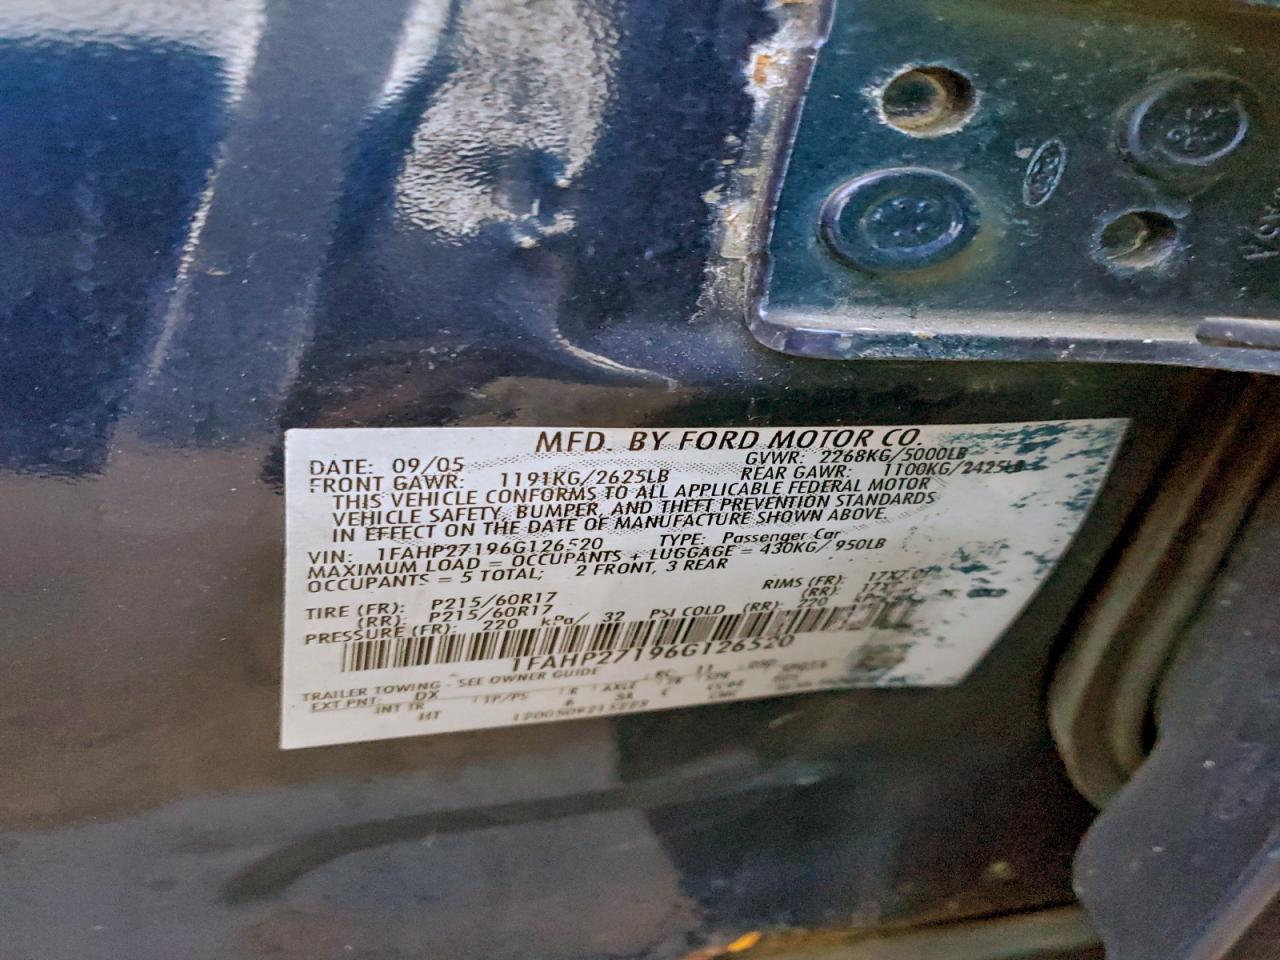 MFD. BY FORD MOTOR CO.
DATE: 09/05 GVWR: 2268KG/5000LB
FRONT GAWR: 1191KG/2625LB REAR GAWR: 1100KG/2425LB
THIS VEHICLE CONFORMS TO ALL APPLICABLE FEDERAL MOTOR
VEHICLE SAFETY, BUMPER, AND THEFT PREVENTION STANDARDS
IN EFFECT ON THE DATE OF MANUFACTURE SHOWN ABOVE.
VIN: 1FAHP27196G126520 TYPE: Passenger Car
MAXIMUM LOAD = OCCUPANTS + LUGGAGE = 430KG/ 950LB
OCCUPANTS = 5 TOTAL; 2 FRONT, 3 REAR
TIRE (FR): P215/60R17 RIMS (FR):
(RR): P215/60R17 (RR):
PRESSURE (FR): 220 kPa/ 32 PSI COLD (RR): 220
1FAHP27196G126520
TRAILER TOWING - SEE OWNER GUIDE
EXT PNT: DX TP/PS R AXLE
INT TR
HT